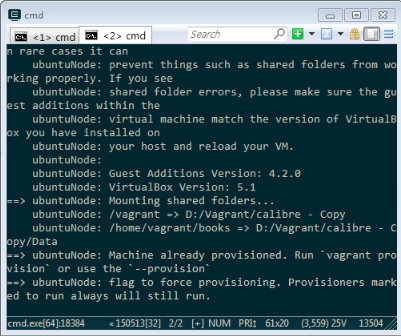 cmd
<1> cmd
<2> cmd
Search
n rare cases it can
ubuntuNode: prevent things such as shared folders from wo
rking properly. If you see
ubuntuNode: shared folder errors, please make sure the gu
est additions within the
ubuntuNode: virtual machine match the version of VirtualB
ox you have installed on
ubuntuNode: your host and reload your VM.
ubuntuNode:
ubuntuNode: Guest Additions Version: 4.2.0
ubuntuNode: VirtualBox Version: 5.1
==> ubuntuNode: Mounting shared folders...
ubuntuNode: /vagrant => D:/Vagrant/calibre - Copy
ubuntuNode: /home/vagrant/books => D:/Vagrant/calibre - C
opy/Data
==> ubuntuNode: Machine already provisioned. Run `vagrant pro
vision` or use the `--provision`
==> ubuntuNode: flag to force provisioning. Provisioners mark
ed to run always will still run.
cmd.exe[64]:18384 «150513[32] 2/2 [+] NUM PRI↕ 61x20 (3,559) 25V 13504